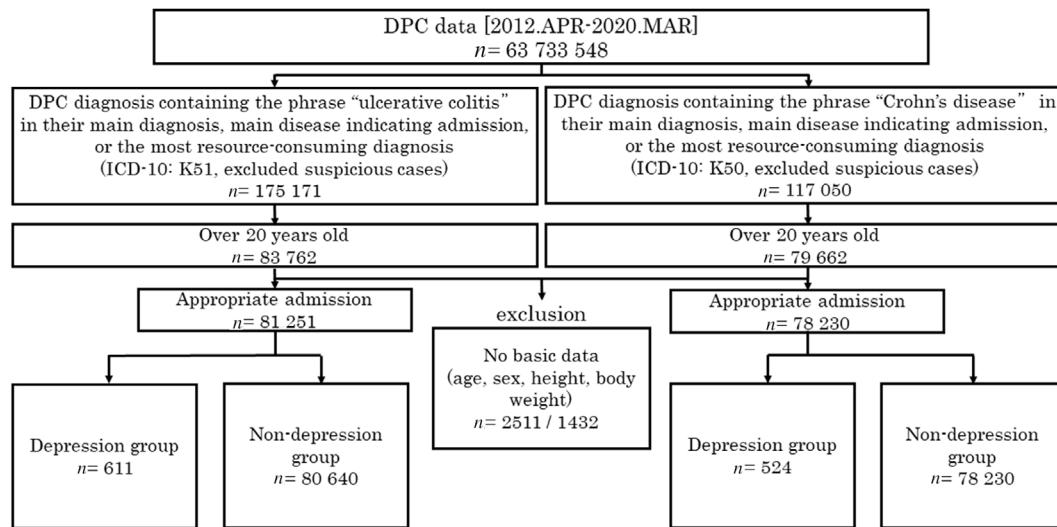 DPC data [2012.APR-2020.MAR]
n= 63 733 548
DPC diagnosis containing the phrase “ulcerative colitis”
in their main diagnosis, main disease indicating admission,
or the most resource-consuming diagnosis
(ICD-10: K51, excluded suspicious cases)
n= 175 171
DPC diagnosis containing the phrase “Crohn’s disease” in
their main diagnosis, main disease indicating admission,
or the most resource-consuming diagnosis
(ICD-10: K50, excluded suspicious cases)
n= 117 050
Over 20 years old
n= 83 762
Over 20 years old
n= 79 662
Appropriate admission
n= 81 251
exclusion
Appropriate admission
n= 78 230
No basic data
(age, sex, height, body
weight)
n= 2511 / 1432
Depression group
n= 611
Non-depression
group
n= 80 640
Depression group
n= 524
Non-depression
group
n= 78 230